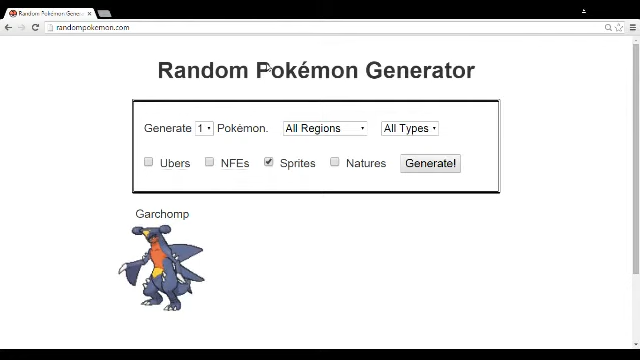 Random Pokémon Generato
randompokemon.com
Random Pokémon Generator
Generate 1 Pokémon. All Regions All Types
Ubers NFEs Sprites Natures Generate!
Garchomp